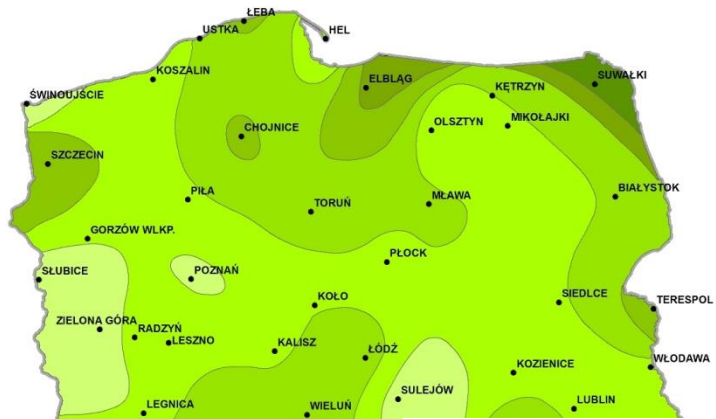 ŁEBA
USTKA
HEL
KOSZALIN
ELBLĄG
SUWAŁKI
ŚWINOUJŚCIE
KĘTRZYN
CHOJNICE
OLSZTYN
MIKOŁAJKI
SZCZECIN
PIŁA
TORUŃ
MŁAWA
BIAŁYSTOK
GORZÓW WLKP.
PŁOCK
SŁUBICE
POZNAŃ
KOŁO
SIEDLCE
TERESPOL
ZIELONA GÓRA
RADZYŃ
LESZNO
KALISZ
ŁÓDŹ
KOZIENICE
WŁODAWA
SULEJÓW
LEGNICA
WIELUŃ
LUBLIN